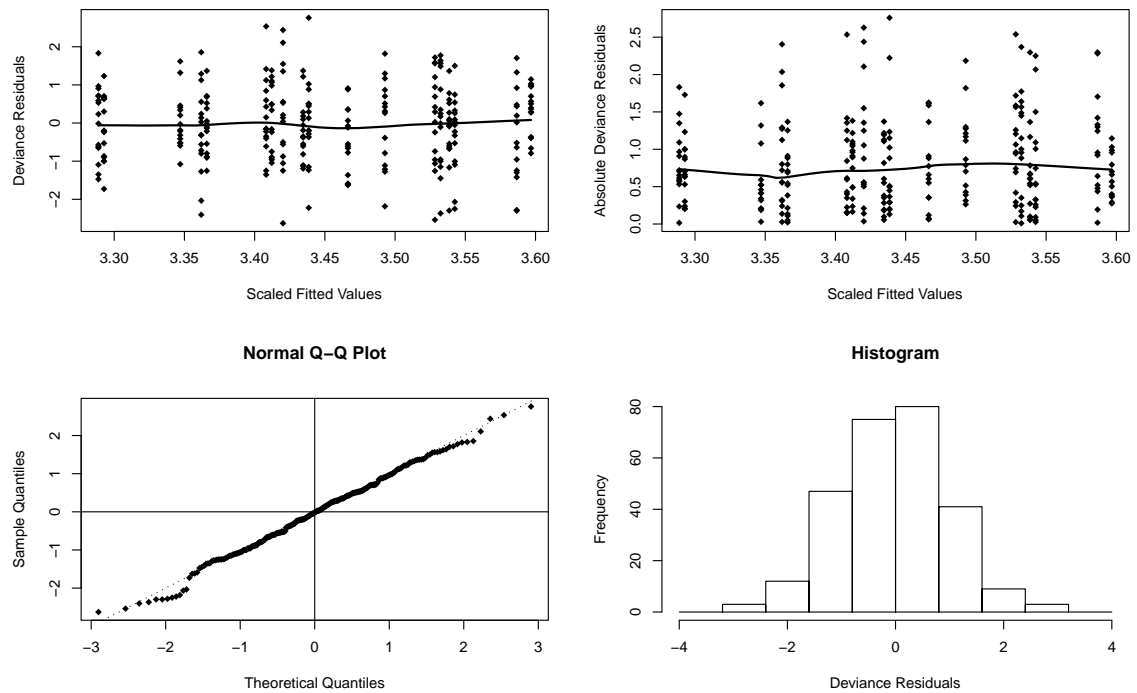 Deviance Residuals
−2 −1 0 1 2
3.30 3.35 3.40 3.45 3.50 3.55 3.60
Scaled Fitted Values
Absolute Deviance Residuals
0.0 0.5 1.0 1.5 2.0 2.5
3.30 3.35 3.40 3.45 3.50 3.55 3.60
Scaled Fitted Values
Normal Q−Q Plot
Sample Quantiles
−2 −1 0 1 2
−3 −2 −1 0 1 2 3
Theoretical Quantiles
Histogram
Frequency
0 20 40 60 80
−4 −2 0 2 4
Deviance Residuals